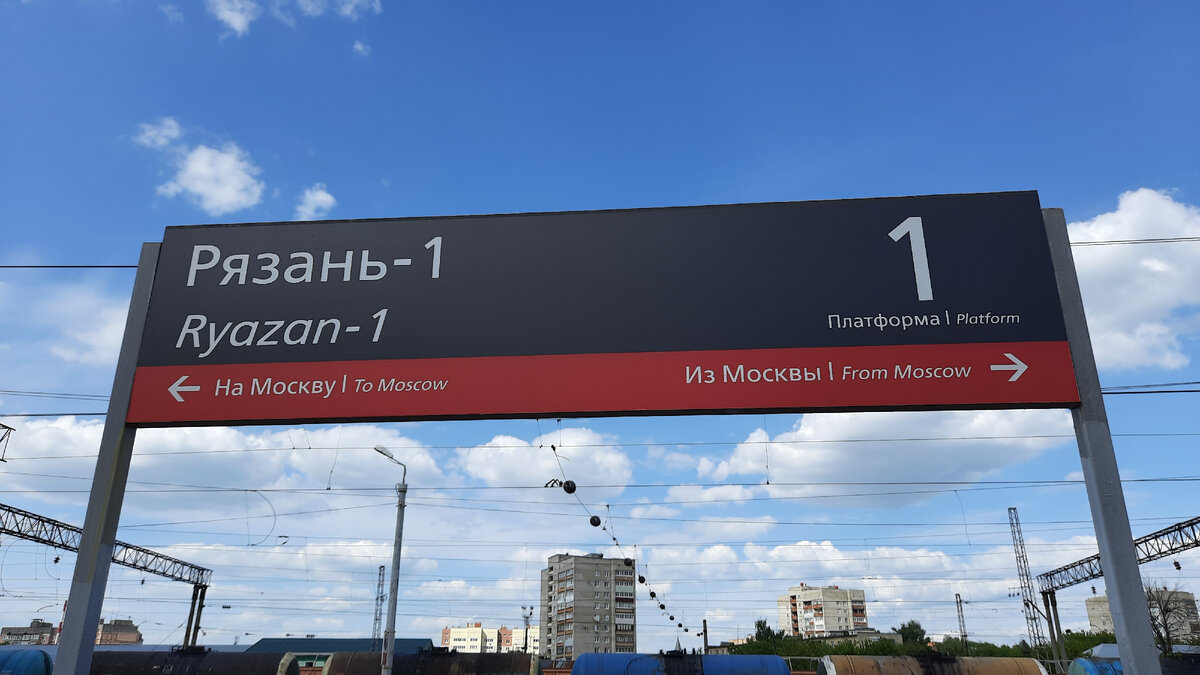 Рязань-1
Ryazan-1
1
Платформа | Platform
← На Москву | To Moscow
Из Москвы | From Moscow →